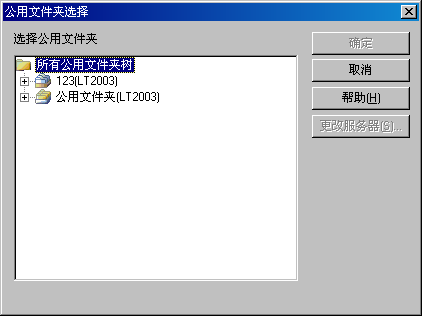 公用文件夹选择
选择公用文件夹
所有公用文件夹树
123(LT2003)
公用文件夹(LT2003)
确定
取消
帮助(H)
更改服务器(S)...